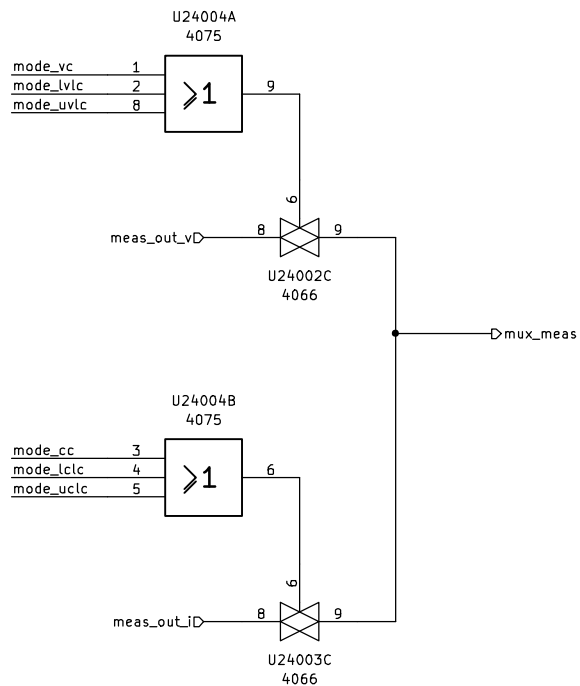 U24004A
4075
mode_vc 1
mode_lvlc 2
mode_uvlc 8
≥1
9
6
meas_out_v 8 9
U24002C
4066
mux_meas
U24004B
4075
mode_cc 3
mode_lclc 4
mode_uclc 5
≥1
6
6
meas_out_i 8 9
U24003C
4066